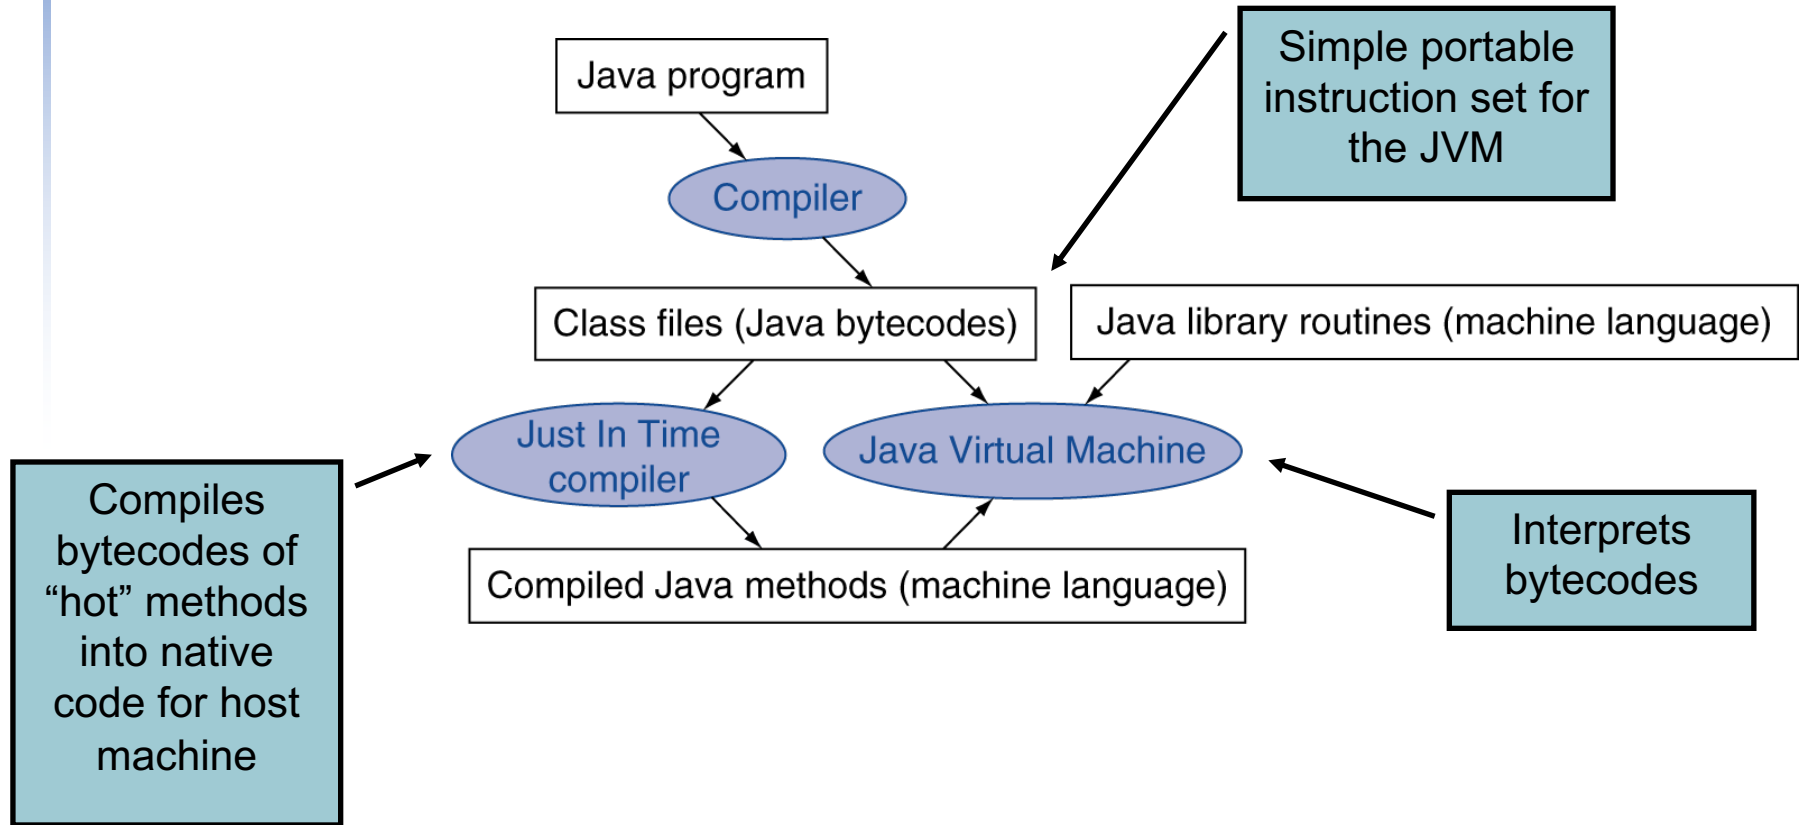 Java program
Simple portable
instruction set for
the JVM
Compiler
Class files (Java bytecodes)
Java library routines (machine language)
Just In Time
compiler
Java Virtual Machine
Compiles
bytecodes of
“hot” methods
into native
code for host
machine
Interprets
bytecodes
Compiled Java methods (machine language)